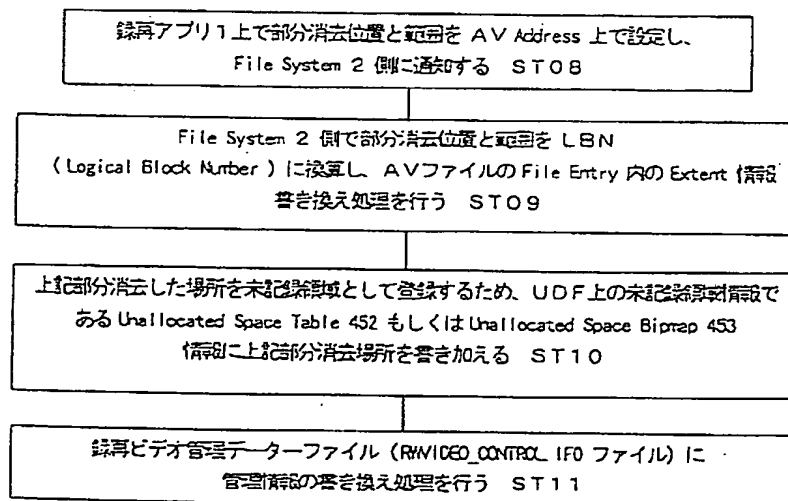 録再アプリ1上で部分消去位置と範囲を AV Address 上で設定し、
File System 2 側に通知する ST08
File System 2 側で部分消去位置と範囲を LBN
( Logical Block Number ) に換算し、AVファイルの File Entry 内の Extent 情報
書き換え処理を行う ST09
上記部分消去した場所を未記録領域として登録するため、UDF上の未記録領域情報で
ある Unallocated Space Table 452 もしくは Unallocated Space Bipmap 453
情報に上記部分消去場所を書き加える ST10
録再ビデオ管理データーファイル (RWVIDEO_CONTROL IFO ファイル) に
管理情報の書き換え処理を行う ST11